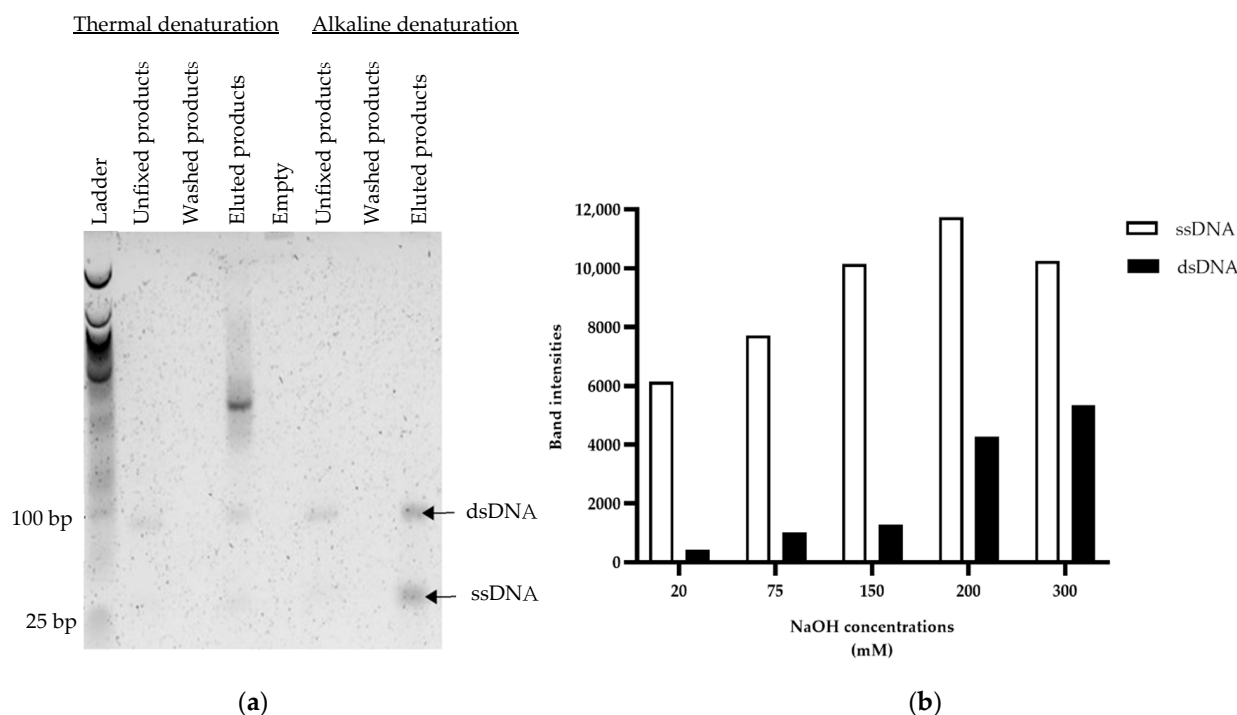 Thermal denaturation Alkaline denaturation
Ladder
Unfixed products
Washed products
Eluted products
Empty
Unfixed products
Washed products
Eluted products
100 bp
25 bp
dsDNA
ssDNA
(a)
Band intensities
12,000
10,000
8000
6000
4000
2000
0
20 75 150 200 300
NaOH concentrations
(mM)
ssDNA
dsDNA
(b)